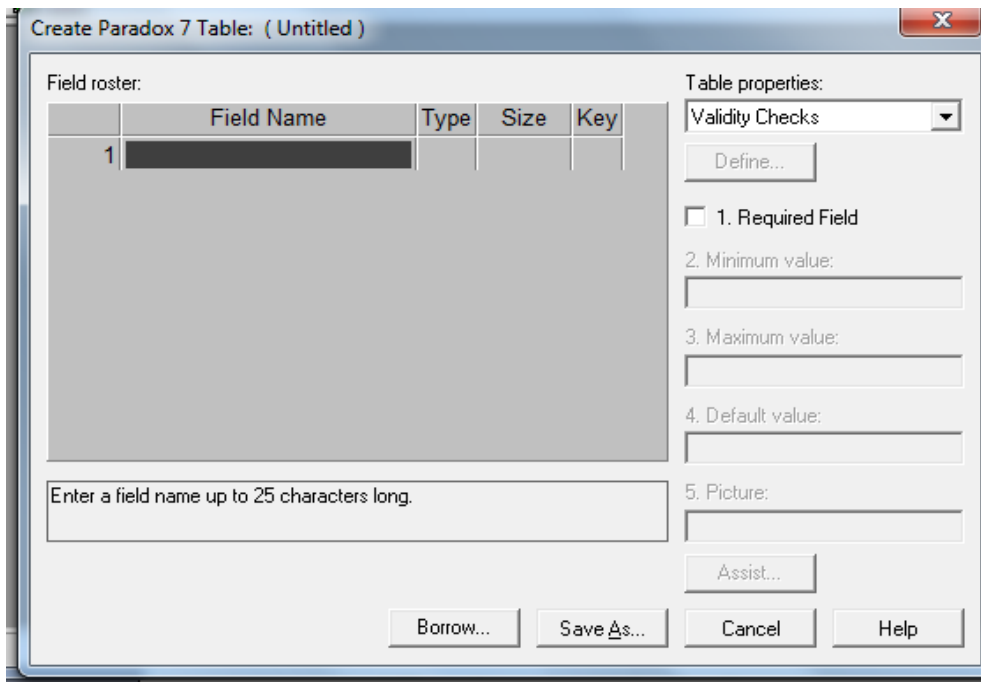 Create Paradox 7 Table: ( Untitled )
Field roster:
Field Name Type Size Key
1
Enter a field name up to 25 characters long.
Table properties:
Validity Checks
Define...
1. Required Field
2. Minimum value:
3. Maximum value:
4. Default value:
5. Picture:
Assist...
Borrow... Save As... Cancel Help